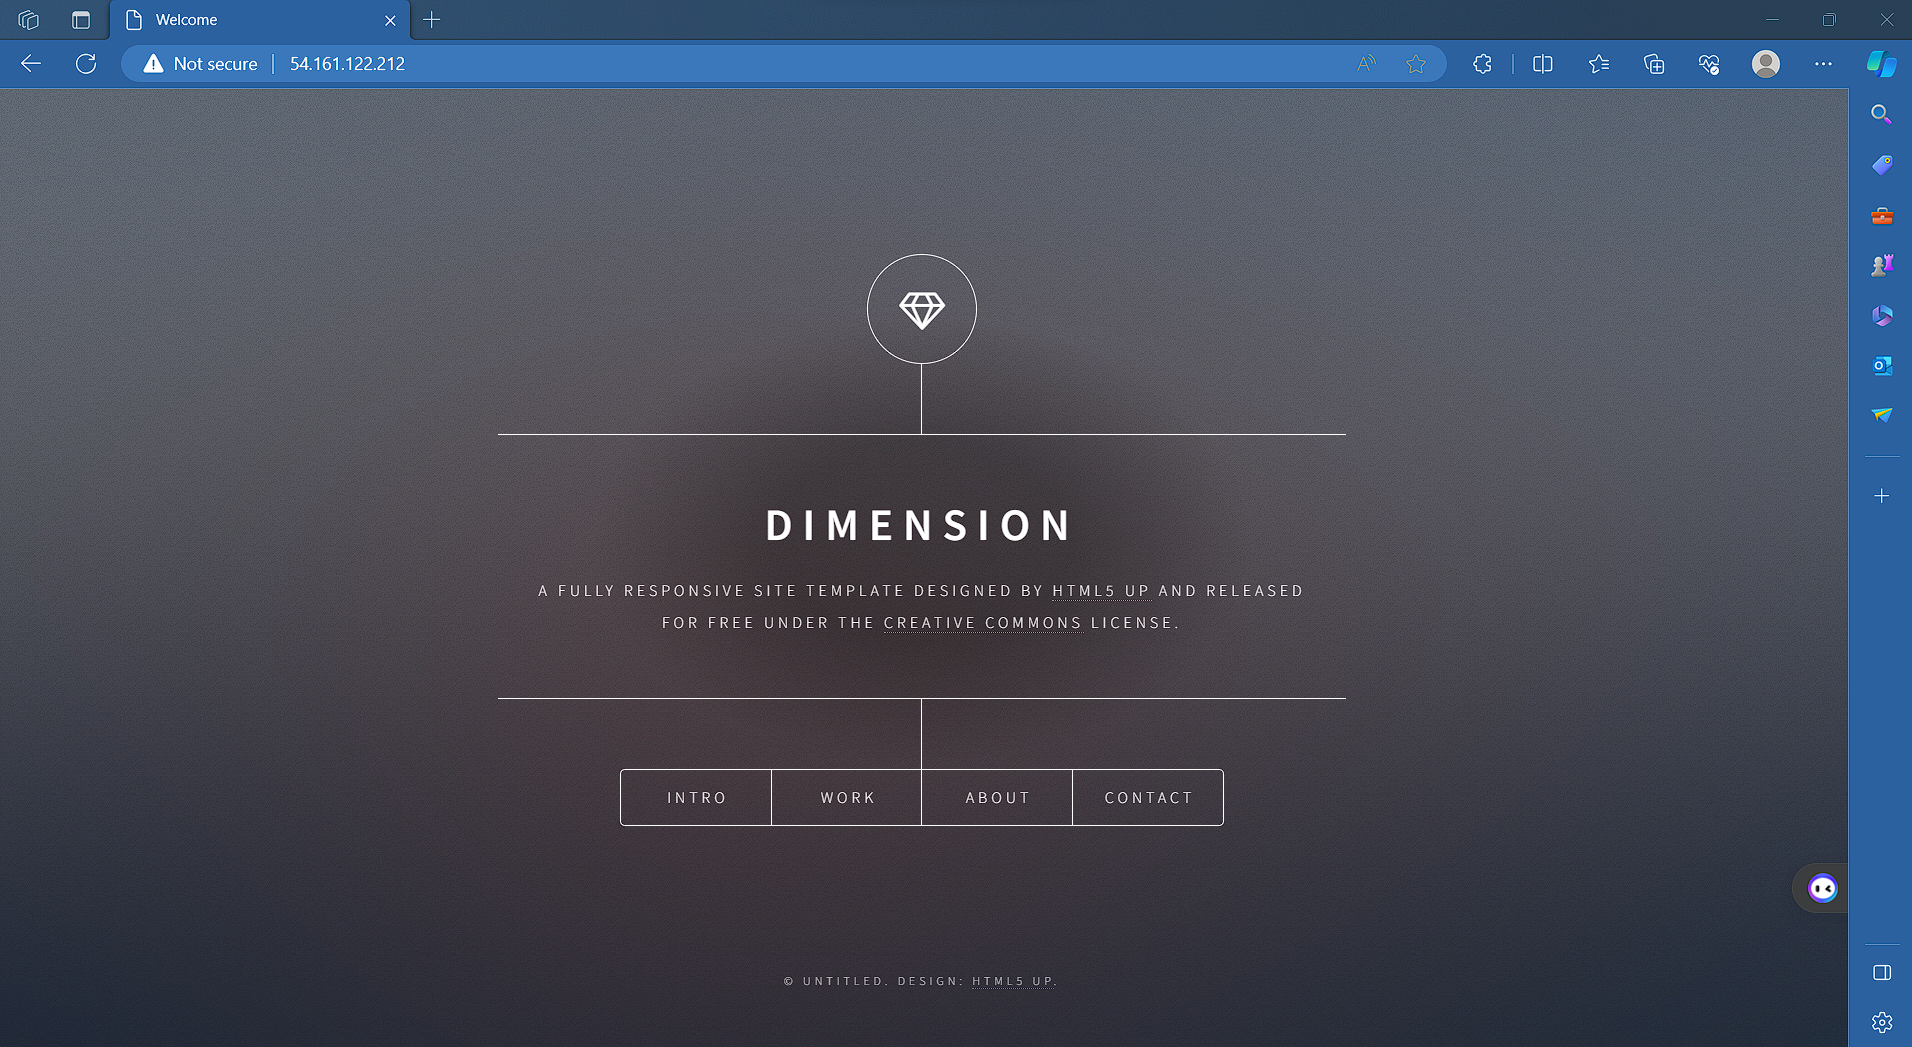 Welcome
Not secure
54.161.122.212
DIMENSION
A FULLY RESPONSIVE SITE TEMPLATE DESIGNED BY HTML5 UP AND RELEASED
FOR FREE UNDER THE CREATIVE COMMONS LICENSE.
INTRO
WORK
ABOUT
CONTACT
© UNTITLED. DESIGN: HTML5 UP.